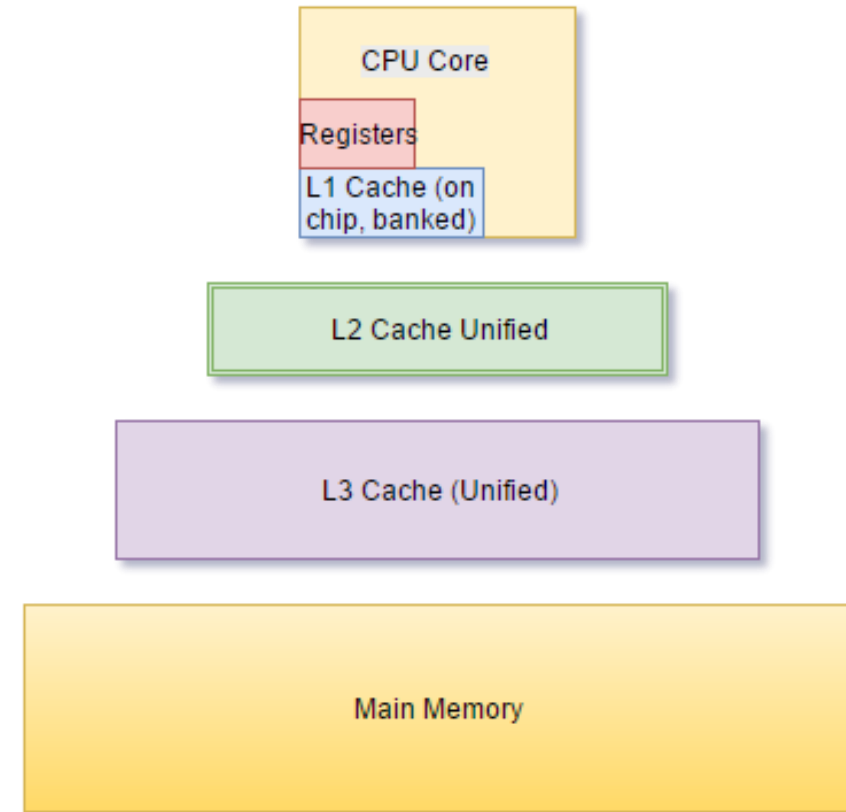 CPU Core
Registers
L1 Cache (on
chip, banked)
L2 Cache Unified
L3 Cache (Unified)
Main Memory